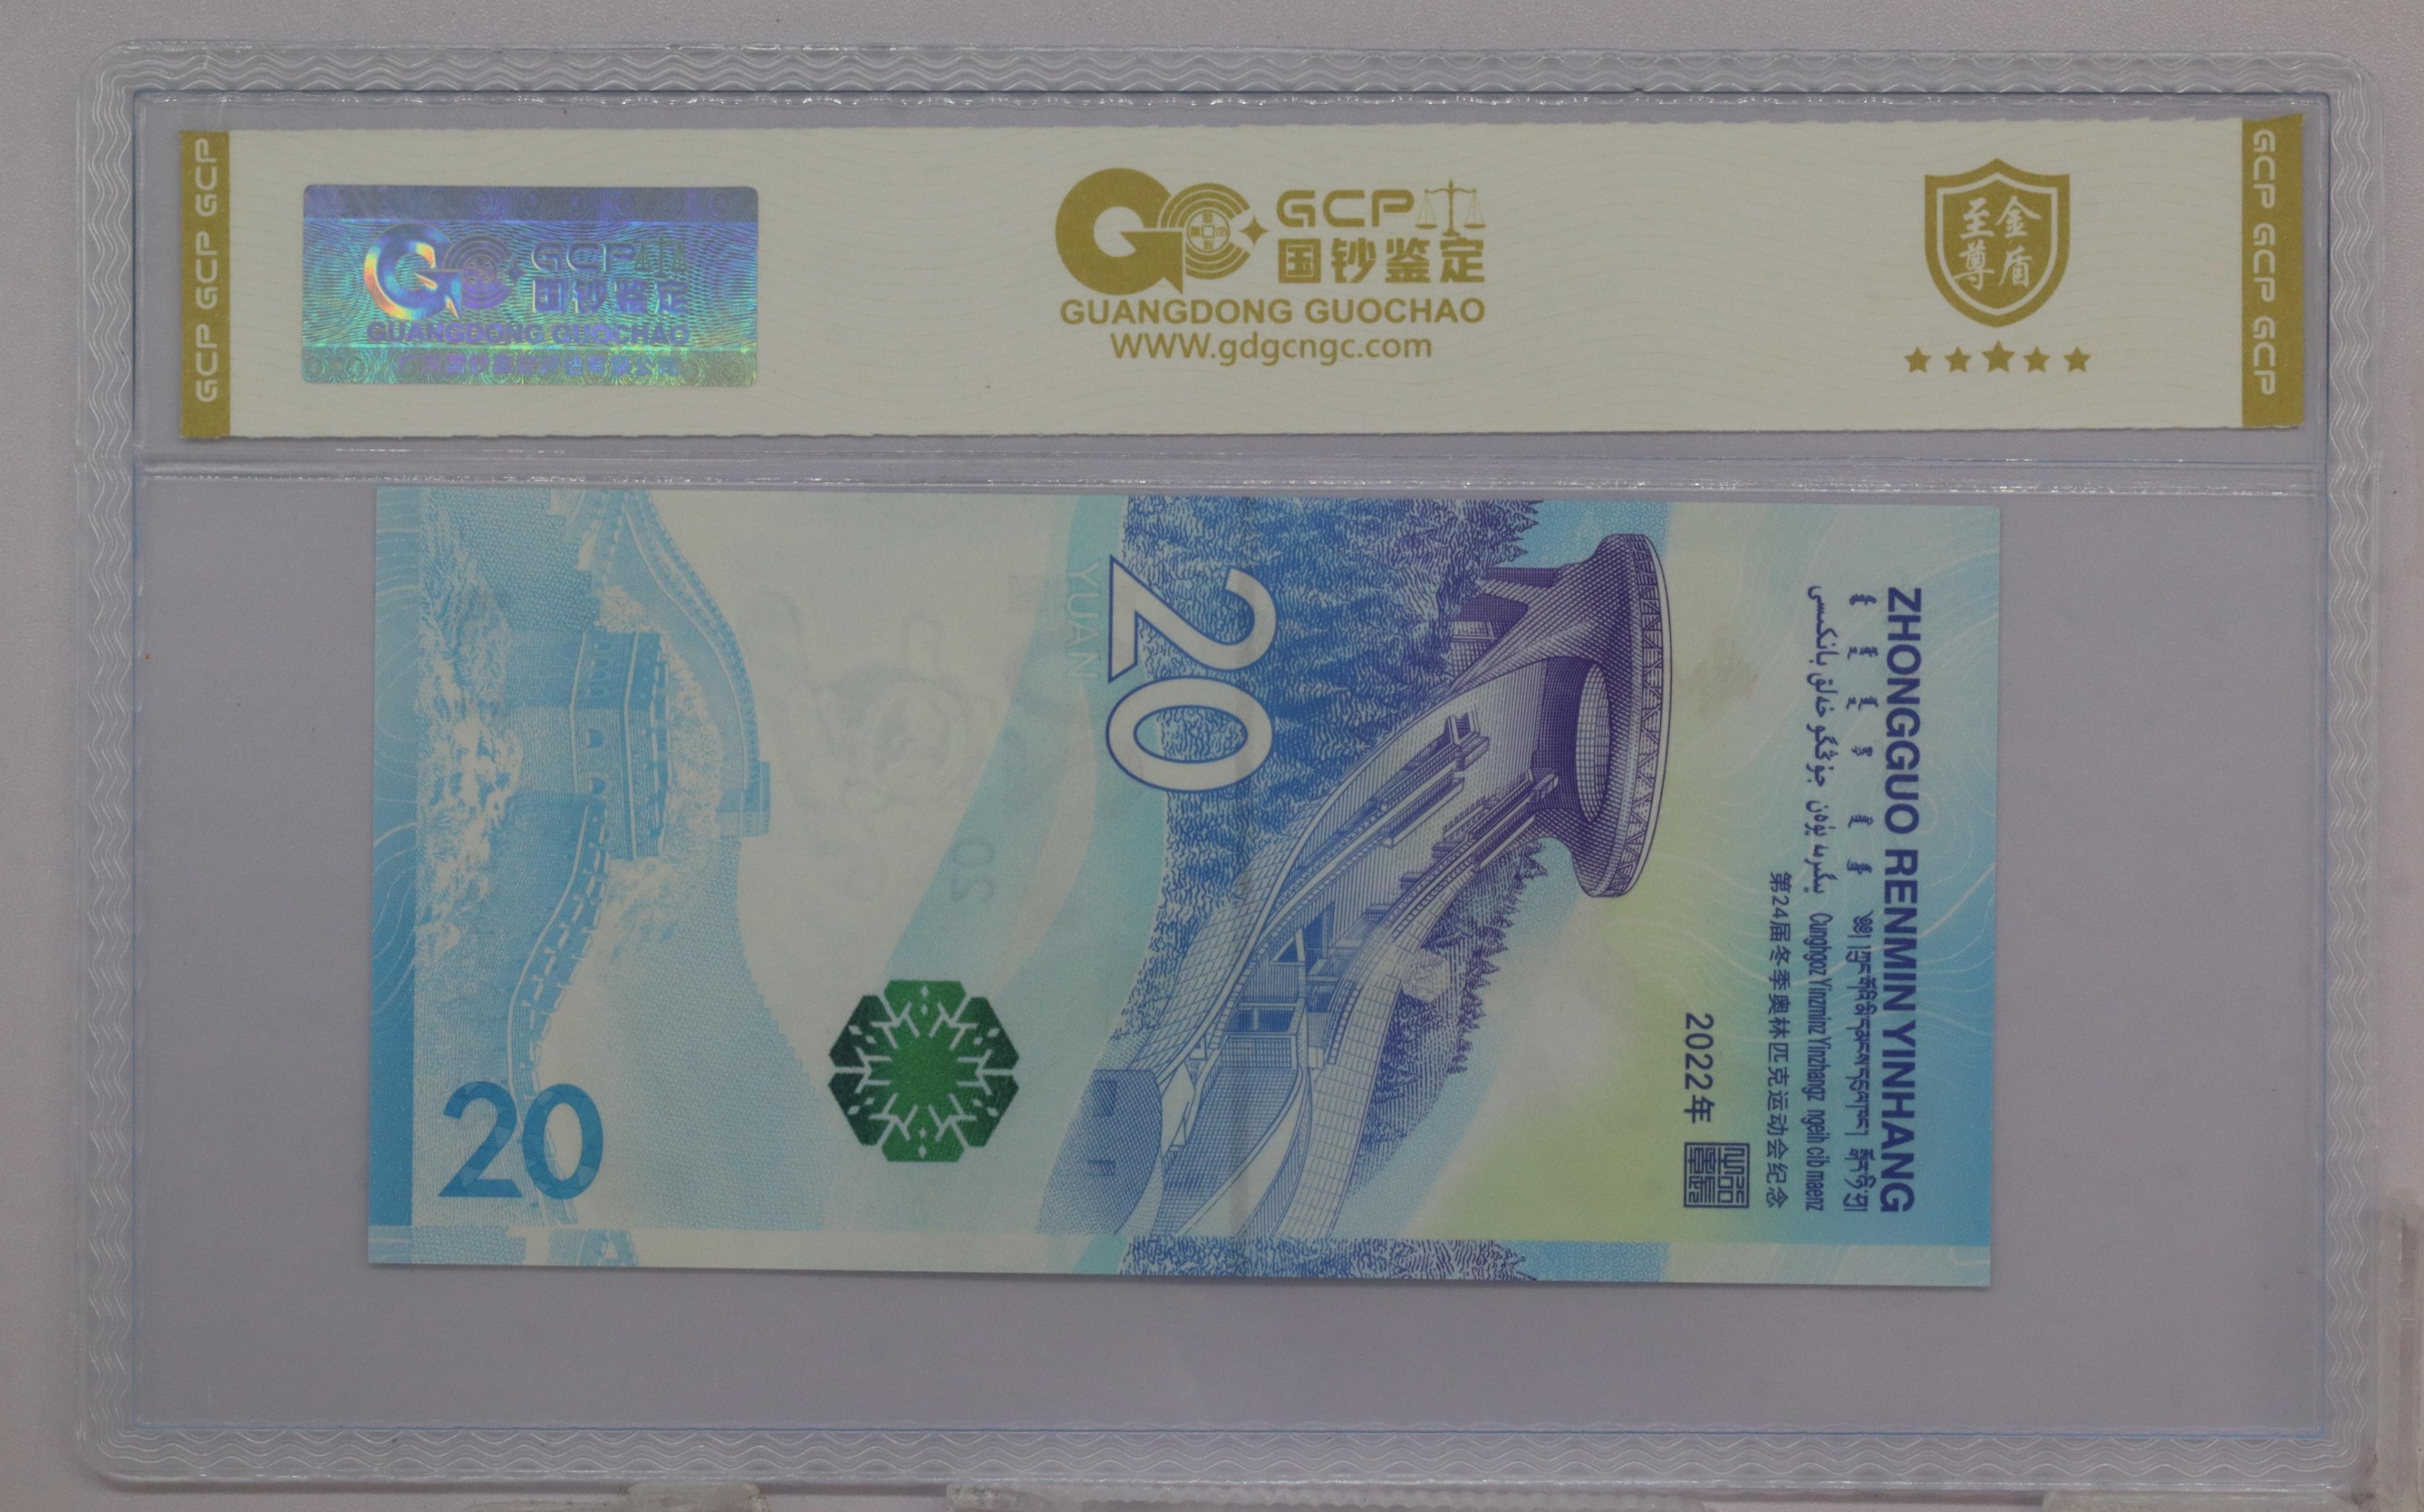 GCP GCP GCP
GCP
国钞鉴定
GUANGDONG GUOCHAO
GCP
国钞鉴定
GUANGDONG GUOCHAO
www.gdgcngc.com
至尊
金盾
GCP GCP GCP
ZHONGGUO RENMIN YINHANG
Cunghgoz Yinzminz Yinzhangz ngeih cib maenz
第24届冬季奥林匹克运动会纪念
2022年
20
YUAN
20
20